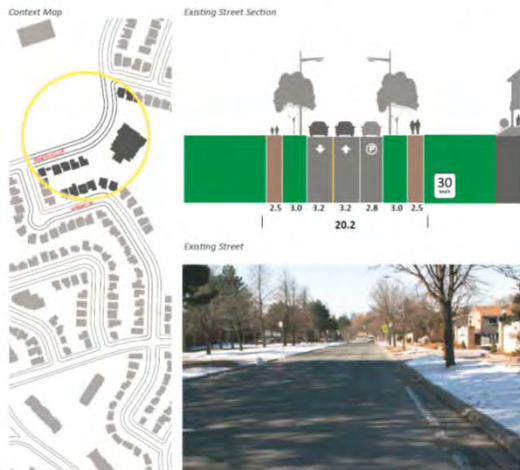 Context Map
Existing Street Section
P
30
km/h
2.5 3.0 3.2 3.2 2.8 3.0 2.5
20.2
Existing Street